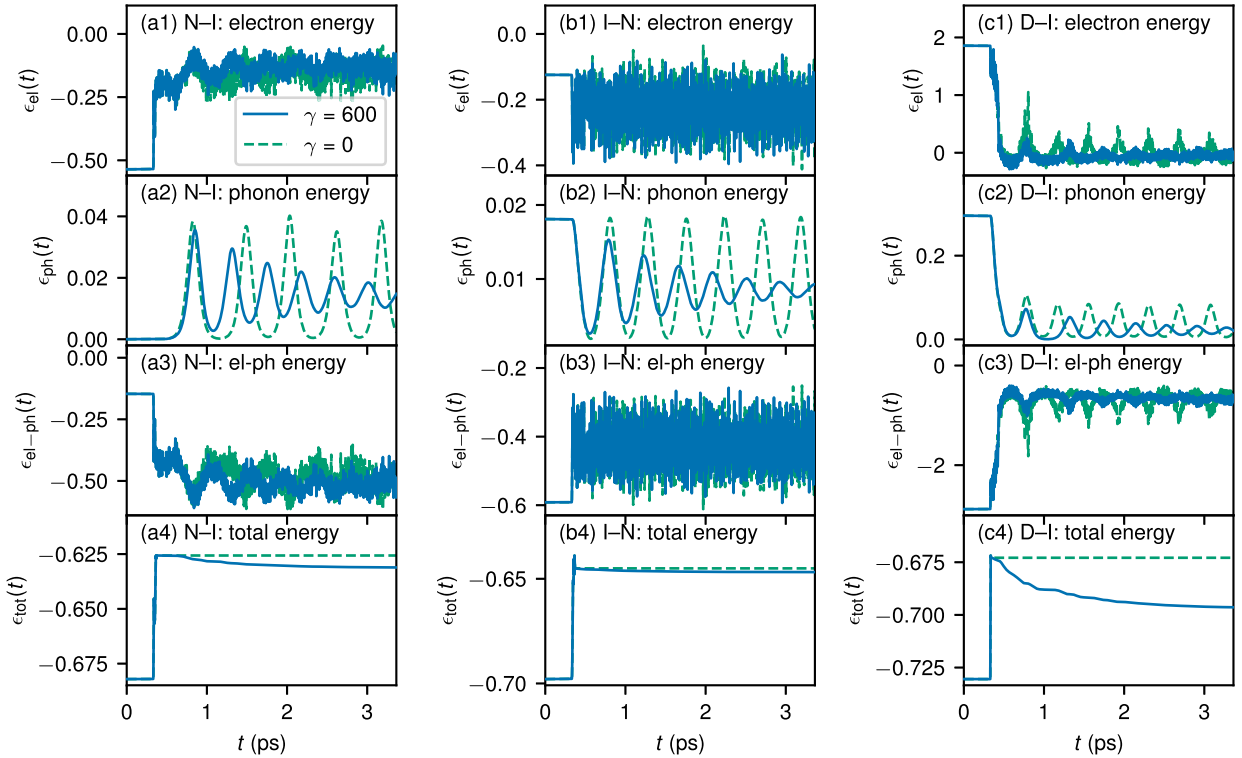 (a1) N–I: electron energy
0.00
−0.25
−0.50
ϵel(t)
γ = 600
γ = 0
(a2) N–I: phonon energy
0.04
0.02
0.00
ϵph(t)
(a3) N–I: el-ph energy
0.00
−0.25
−0.50
ϵel−ph(t)
(a4) N–I: total energy
−0.625
−0.650
−0.675
ϵtot(t)
0 1 2 3
t (ps)
(b1) I–N: electron energy
0.0
−0.2
−0.4
ϵel(t)
(b2) I–N: phonon energy
0.02
0.01
ϵph(t)
(b3) I–N: el-ph energy
−0.2
−0.4
−0.6
ϵel−ph(t)
(b4) I–N: total energy
−0.65
−0.70
ϵtot(t)
0 1 2 3
t (ps)
(c1) D–I: electron energy
2
0
ϵel(t)
(c2) D–I: phonon energy
0.2
0.0
ϵph(t)
(c3) D–I: el-ph energy
0
−2
ϵel−ph(t)
(c4) D–I: total energy
−0.675
−0.700
−0.725
ϵtot(t)
0 1 2 3
t (ps)